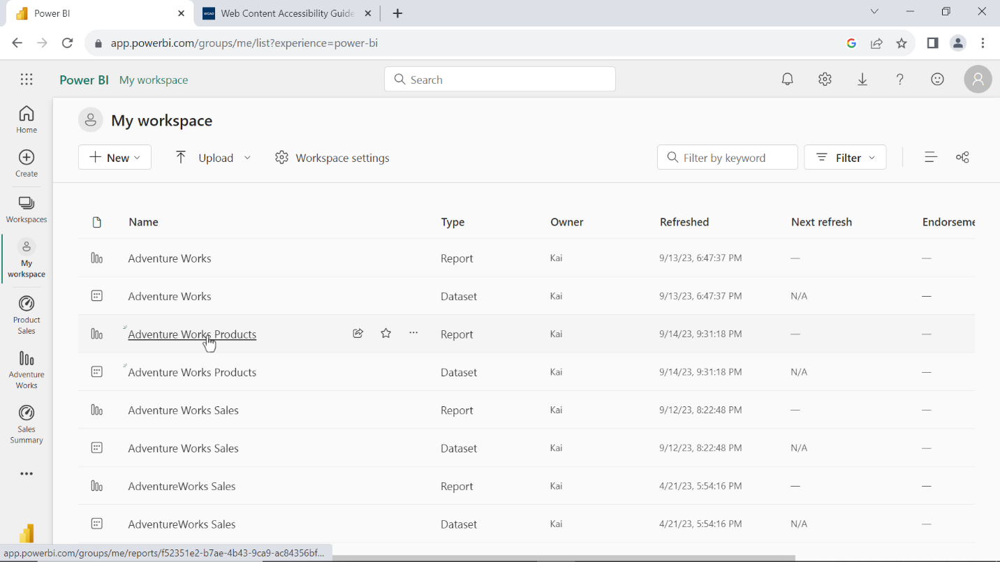 Power BI
WCAG Web Content Accessibility Guide
app.powerbi.com/groups/me/list?experience=power-bi
Power BI My workspace Search
My workspace
New Upload Workspace settings Filter by keyword Filter
Home
Create
Workspaces
My
workspace
Product
Sales
Adventure
Works
Sales
Summary
Name Type Owner Refreshed Next refresh Endorseme
Adventure Works Report Kai 9/13/23, 6:47:37 PM —  —
Adventure Works Dataset Kai 9/13/23, 6:47:37 PM N/A —
Adventure Works Products Report Kai 9/14/23, 9:31:18 PM — —
Adventure Works Products Dataset Kai 9/14/23, 9:31:18 PM N/A —
Adventure Works Sales Report Kai 9/12/23, 8:22:48 PM — —
Adventure Works Sales Dataset Kai 9/12/23, 8:22:48 PM N/A —
AdventureWorks Sales Report Kai 4/21/23, 5:54:16 PM — —
AdventureWorks Sales Dataset Kai 4/21/23, 5:54:16 PM N/A —
app.powerbi.com/groups/me/reports/f52351e2-b7ae-4b43-9ca9-ac84356bf...